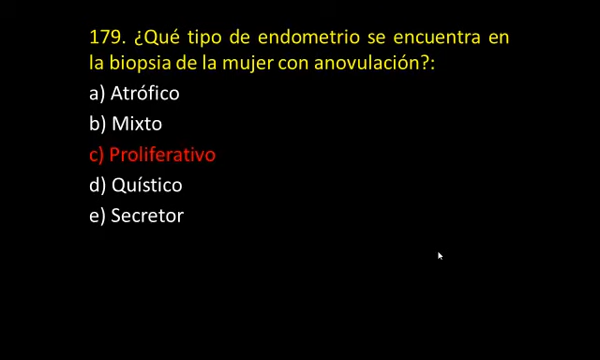 179. ¿Qué tipo de endometrio se encuentra en
la biopsia de la mujer con anovulación?:
a) Atrófico
b) Mixto
c) Proliferativo
d) Quístico
e) Secretor